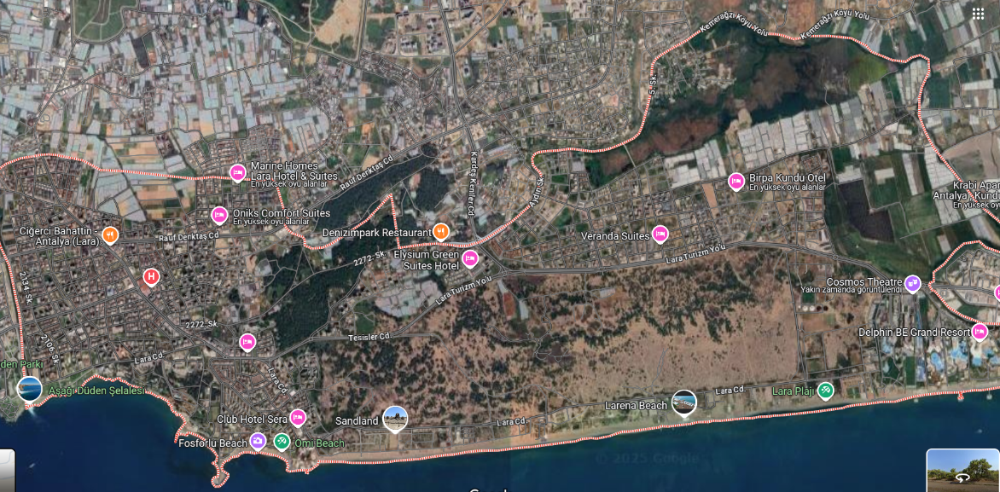 Kemerağzı Köyü Yolu
Kemerağzı Köyü Yolu
5. Sk.
Marine Homes
Lara Hotel & Suites
En yüksek oyu alanlar
Rauf Denktaş Cd
Kardeş Kentler Cd.
Aydın Sk.
Birpa Kundu Otel
En yüksek oyu alanlar
Krabi Apar
Antalya, Kundu
En yüksek oyu
Oniks Comfort Suites
En yüksek oyu alanlar
Ciğerci Bahattin -
Antalya (Lara)
Rauf Denktaş Cd
Denizimpark Restaurant
Veranda Suites
2272. Sk.
Elysium Green
Suites Hotel
Lara Turizm Yolu
Lara Turizm Yolu
2134. Sk.
H
Cosmos Theatre
Yakın zamanda görüntülendi
2272. Sk.
Tesisler Cd.
Delphin BE Grand Resort
2106. Sk.
Lara Cd.
den Parkı
Lara Cd.
Aşağı Düden Şelalesi
Lara Cd.
Lara Plajı
Larena Beach
Club Hotel Sera
Sandland
Lara Cd.
Fosforlu Beach
Omi Beach
© 2025 Google